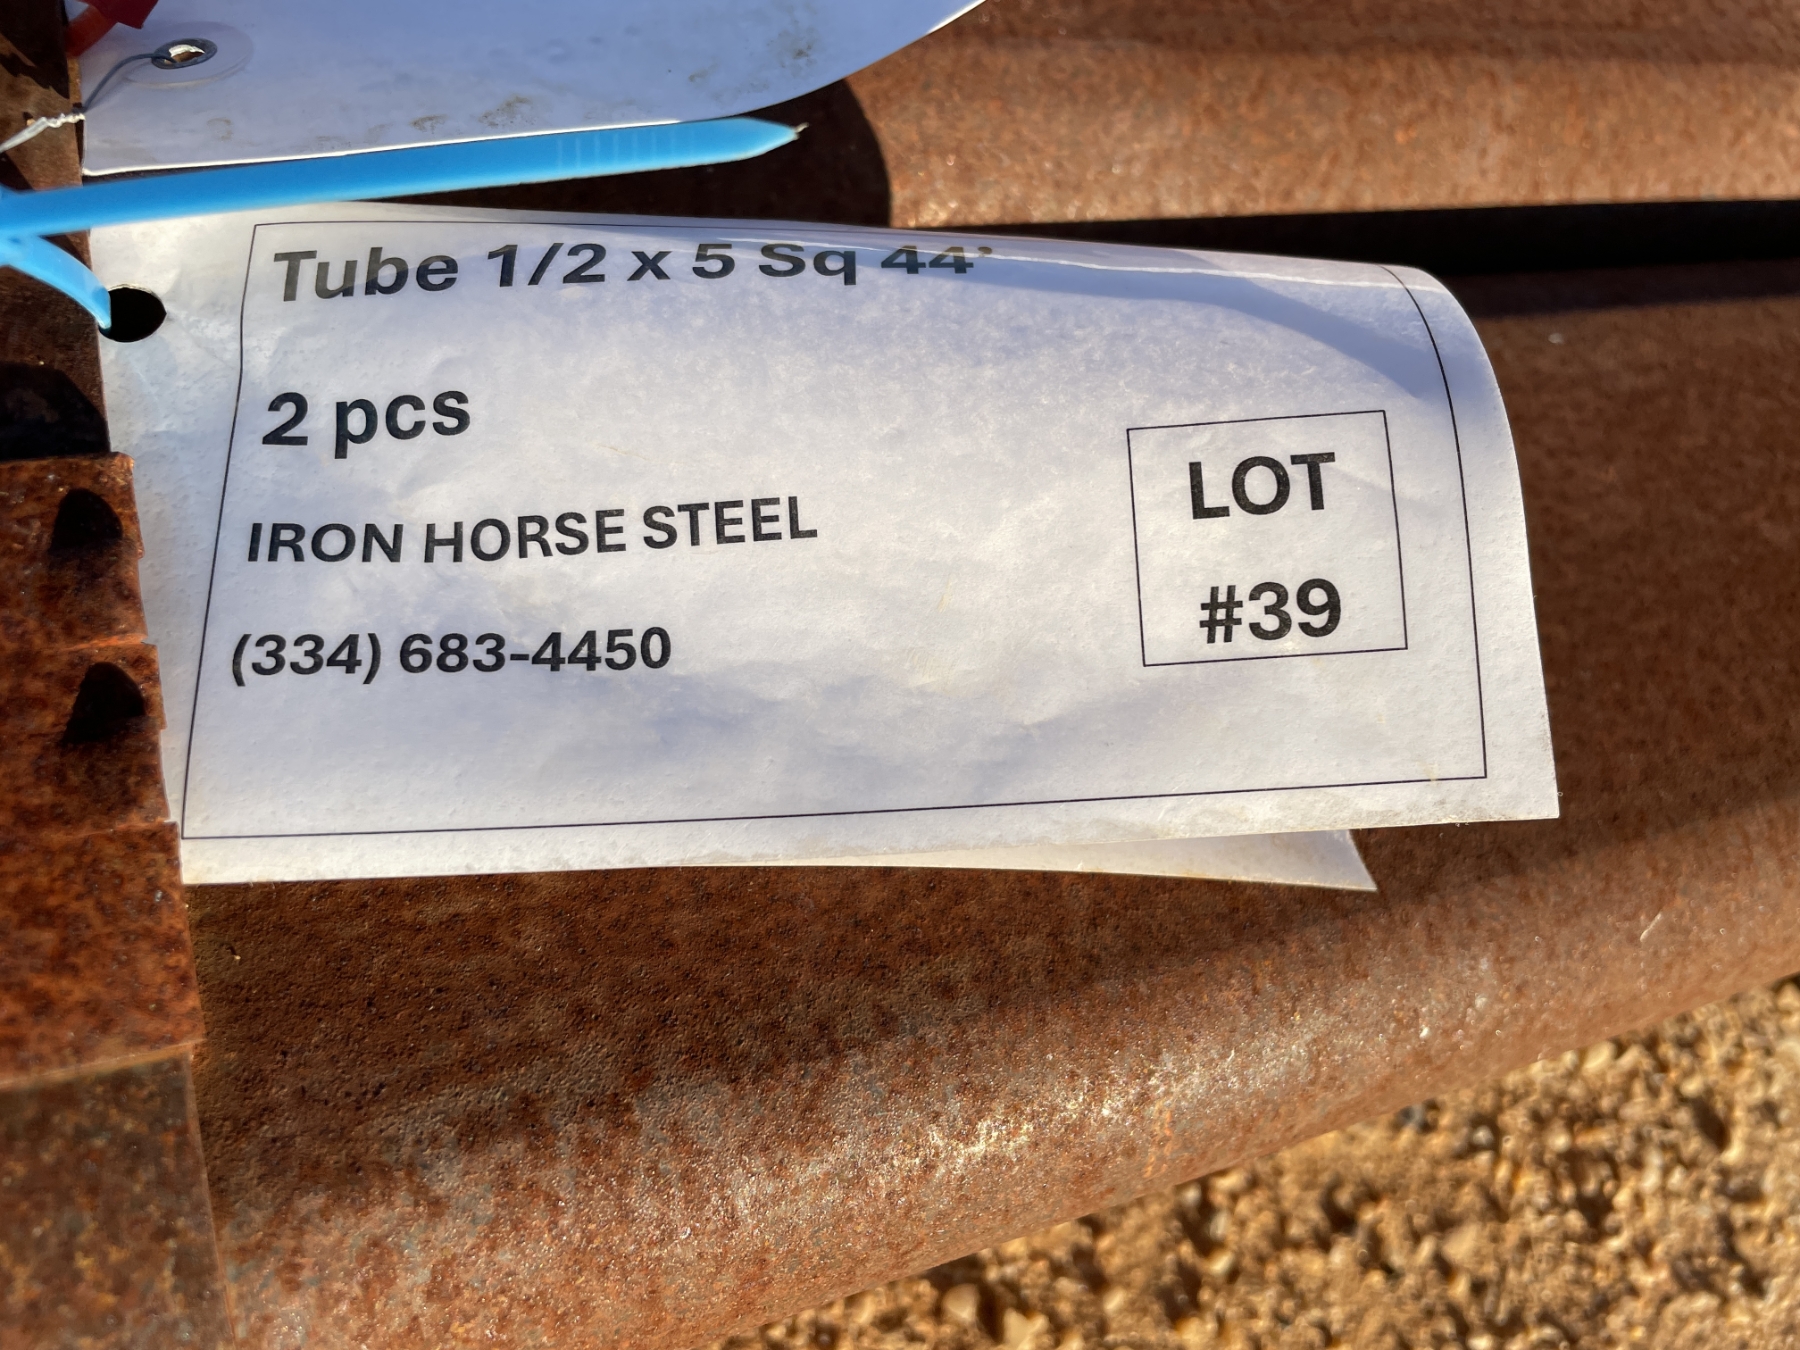 Tube 1/2 x 5 Sq 44'
2 pcs
IRON HORSE STEEL
(334) 683-4450
LOT
#39